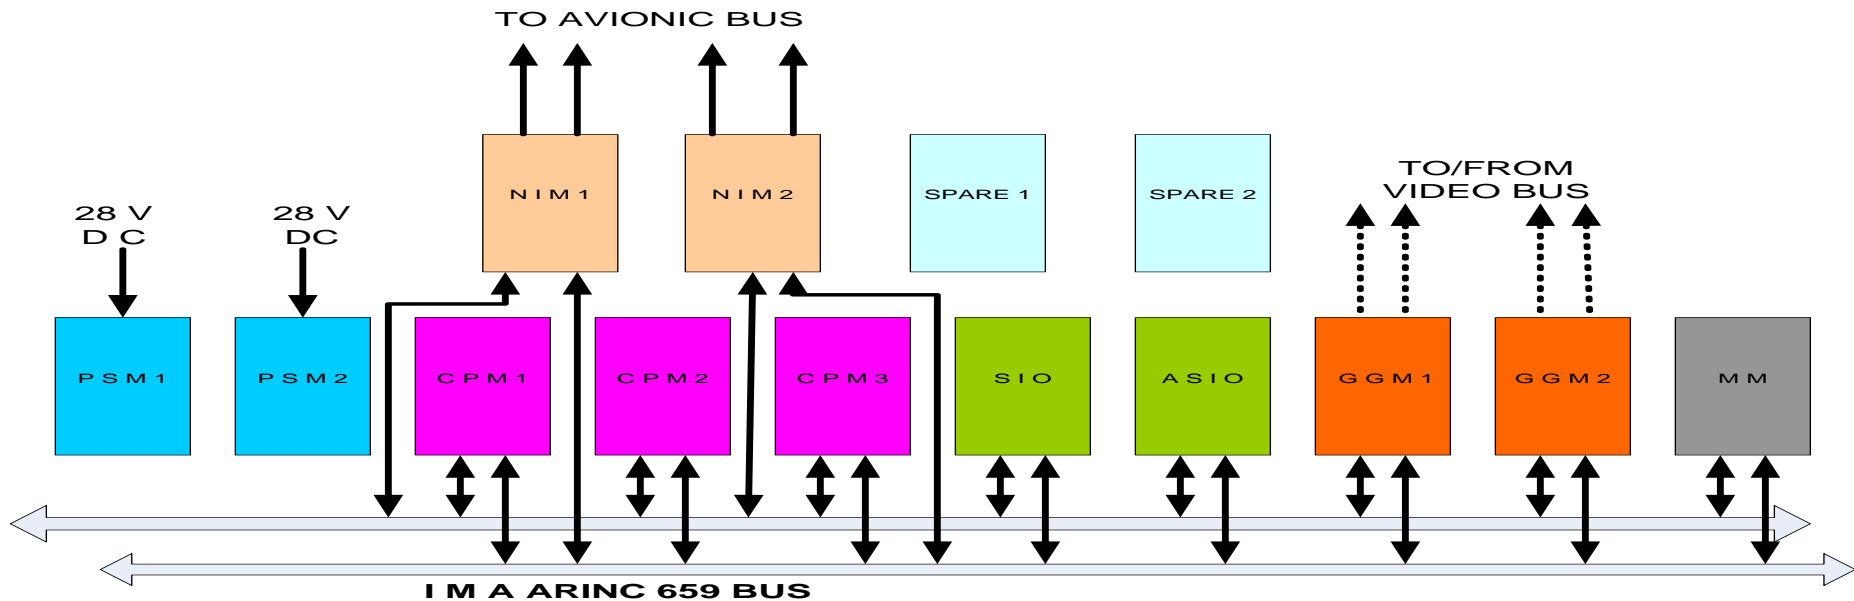 TO AVIONIC BUS
NIM1
NIM2
SPARE 1
SPARE 2
TO/FROM
VIDEO BUS
28 V
D C
28 V
DC
PSM1
PSM2
CPM1
CPM2
CPM3
SIO
ASIO
GGM1
GGM2
MM
I M A ARINC 659 BUS